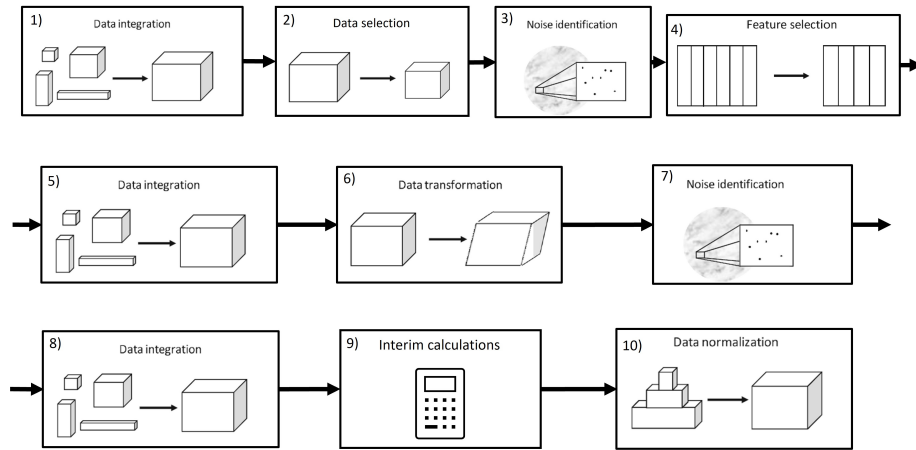 1) Data integration
2) Data selection
3) Noise identification
4) Feature selection
5) Data integration
6) Data transformation
7) Noise identification
8) Data integration
9) Interim calculations
10) Data normalization